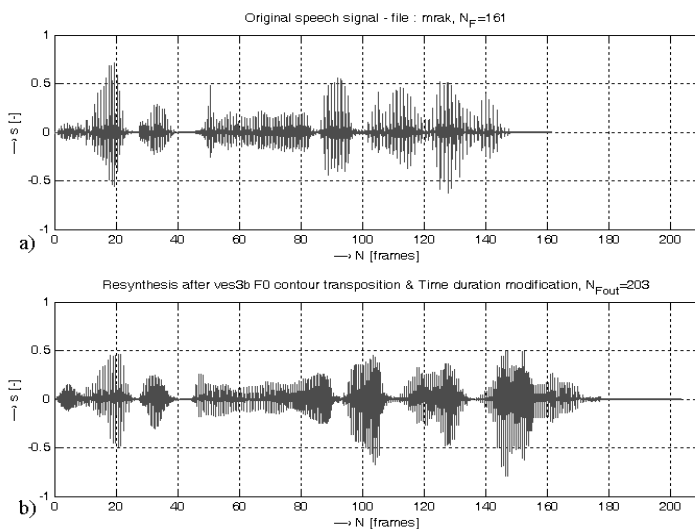 Original speech signal - file : mrak, N_F=161
1
0.5
0
-0.5
-1
→ s [-]
0 20 40 60 80 100 120 140 160 180 200
→ N [frames]
a)
Resynthesis after ves3b F0 contour transposition & Time duration modification, N_Fout=203
1
0.5
0
-0.5
-1
→ s [-]
0 20 40 60 80 100 120 140 160 180 200
→ N [frames]
b)